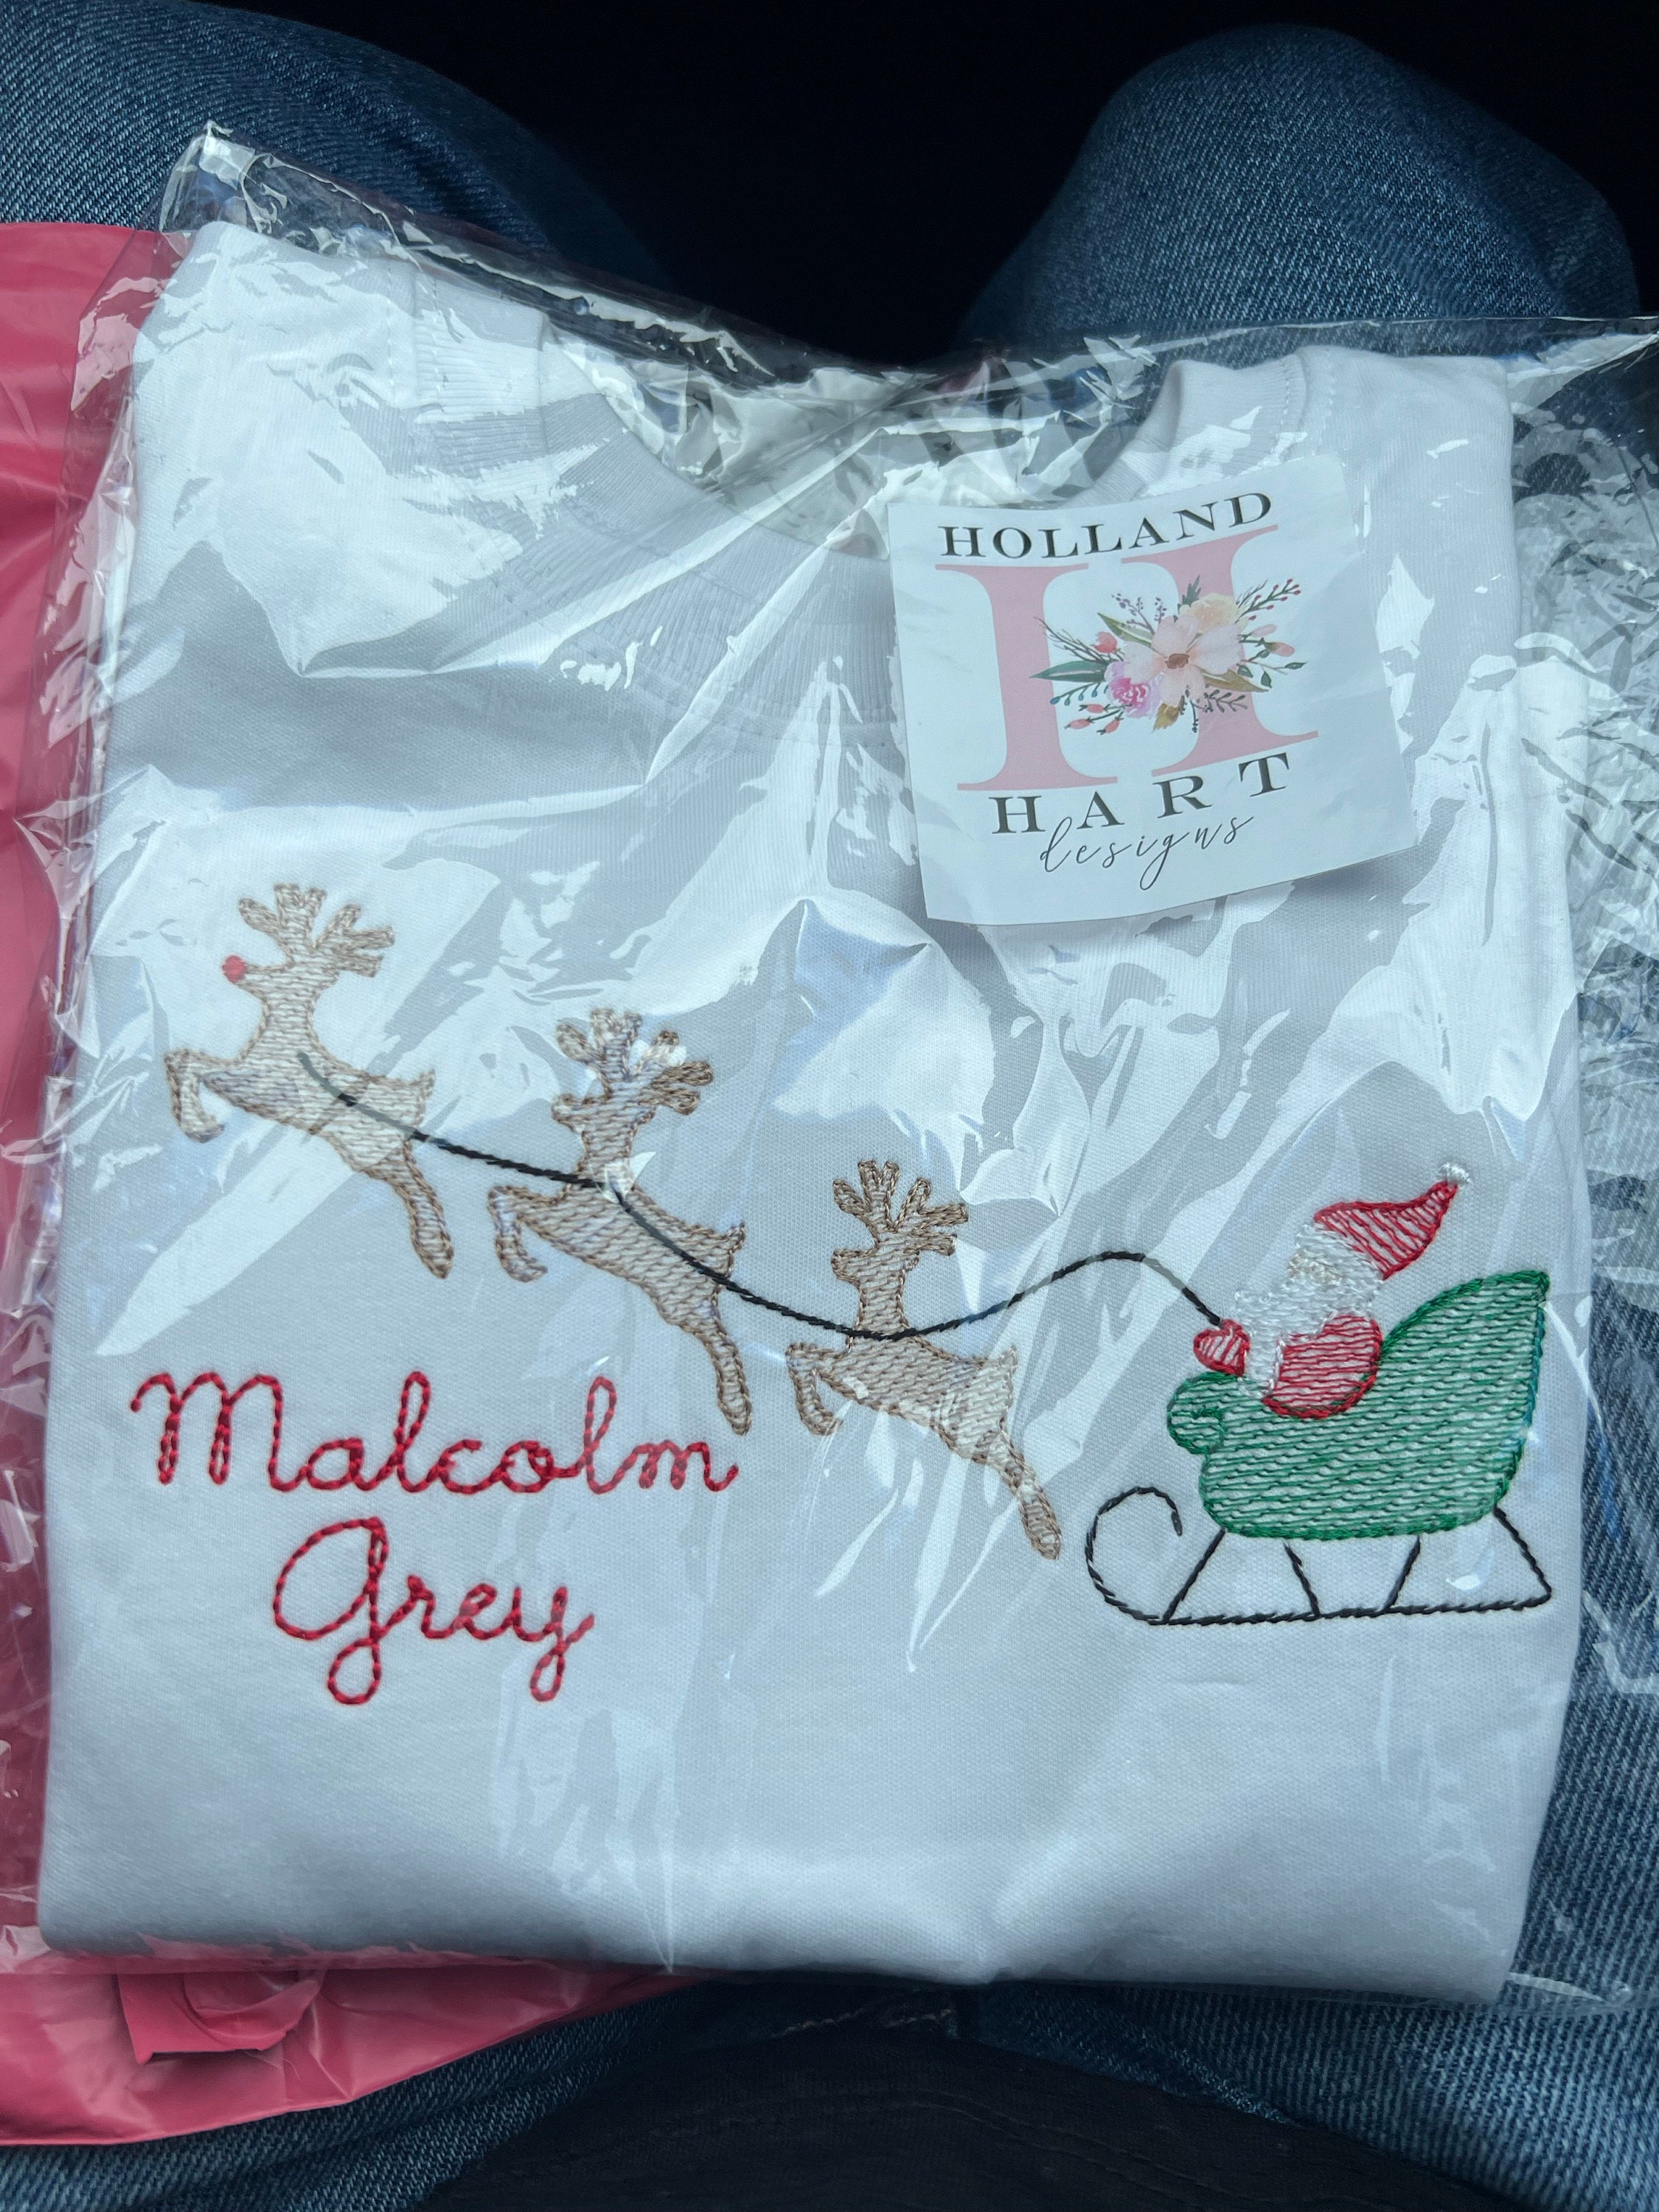 HOLLAND
H
HART
designs
Malcolm
Grey